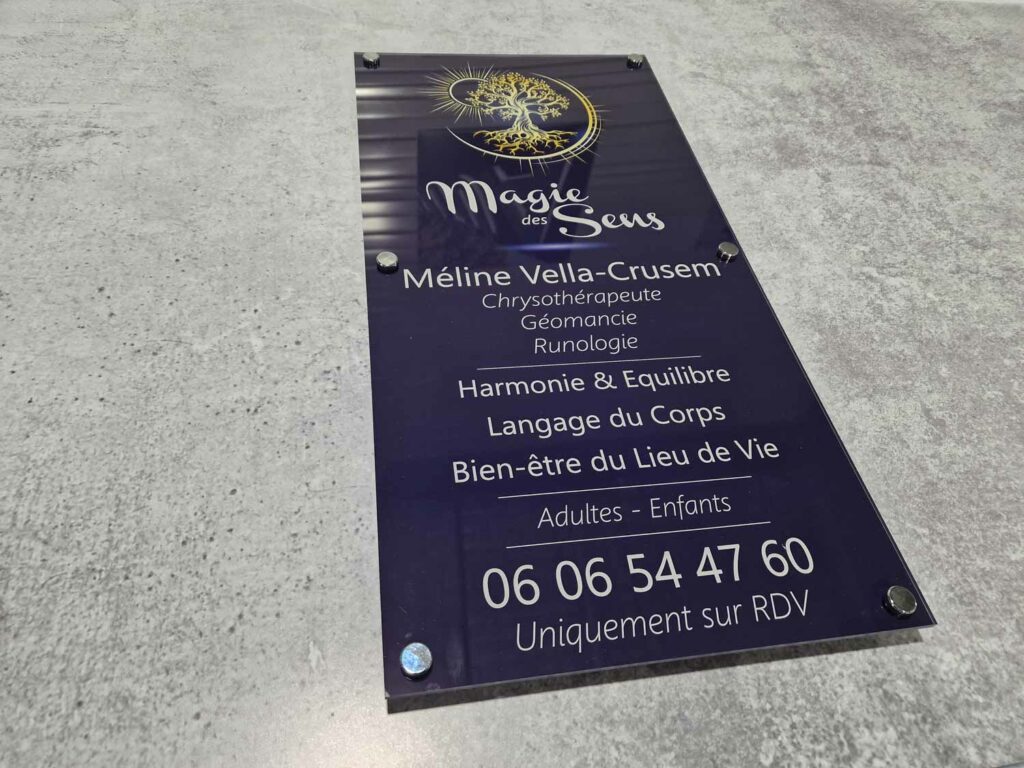 Magie
des Sens
Méline Vella-Crusem
Chrysothérapeute
Géomancie
Runologie
Harmonie & Equilibre
Langage du Corps
Bien-être du Lieu de Vie
Adultes - Enfants
06 06 54 47 60
Uniquement sur RDV